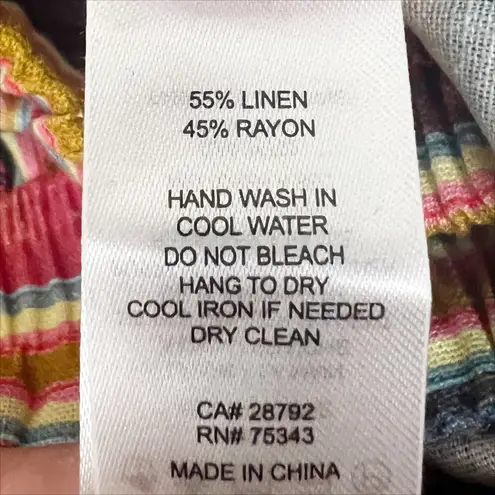 55% LINEN
45% RAYON
HAND WASH IN
COOL WATER
DO NOT BLEACH
HANG TO DRY
COOL IRON IF NEEDED
DRY CLEAN
CA# 28792
RN# 75343
MADE IN CHINA